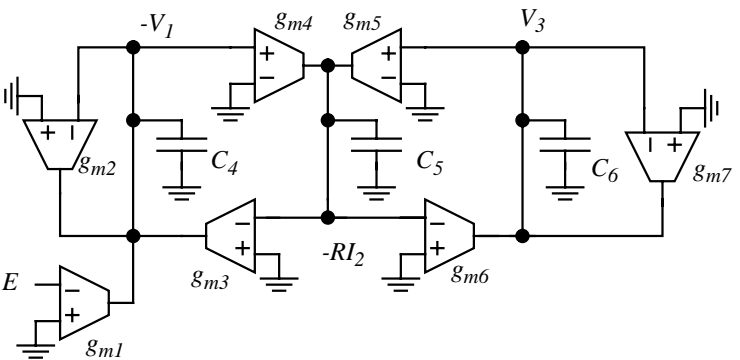 -V1 gm4 gm5 V3
+ + 
− −
+ − − +
gm2 C4 C5 C6 gm7
− −
+ +
gm3 -RI2 gm6
E −
+
gm1